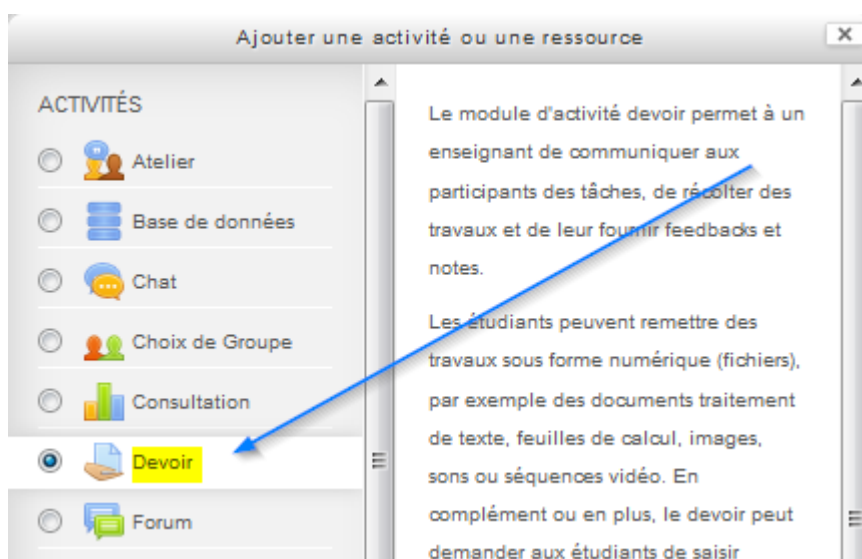 Ajouter une activité ou une ressource
ACTIVITÉS
Atelier
Base de données
Chat
Choix de Groupe
Consultation
Devoir
Forum
Le module d'activité devoir permet à un
enseignant de communiquer aux
participants des tâches, de récolter des
travaux et de leur fournir feedbacks et
notes.
Les étudiants peuvent remettre des
travaux sous forme numérique (fichiers),
par exemple des documents traitement
de texte, feuilles de calcul, images,
sons ou séquences vidéo. En
complément ou en plus, le devoir peut
demander aux étudiants de saisir